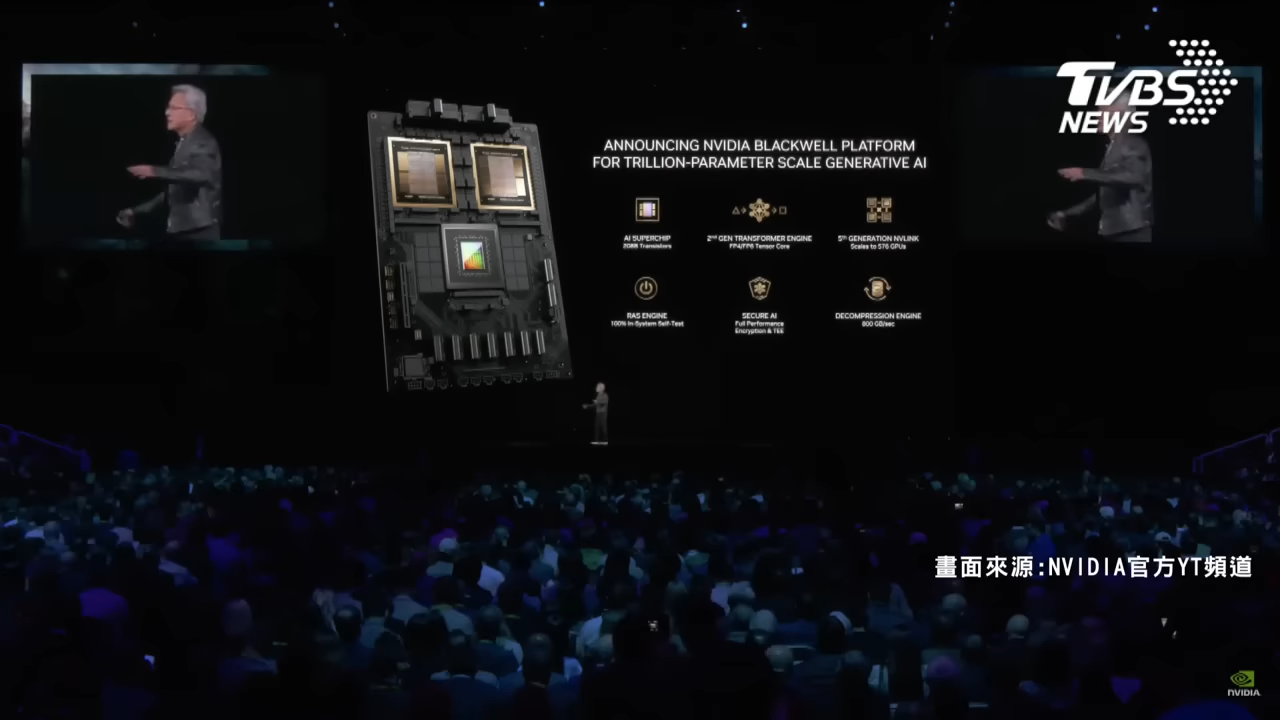 TVBS
NEWS
ANNOUNCING NVIDIA BLACKWELL PLATFORM
FOR TRILLION-PARAMETER SCALE GENERATIVE AI
AI SUPERCHIP
208B Transistors
2nd GEN TRANSFORMER ENGINE
FP4/FP6 Tensor Core
5th GENERATION NVLINK
Scales to 576 GPUs
RAS ENGINE
100% In-System Self-Test
SECURE AI
Full Performance
Encryption & TEE
DECOMPRESSION ENGINE
800 GB/sec
畫面來源:NVIDIA官方YT頻道
NVIDIA